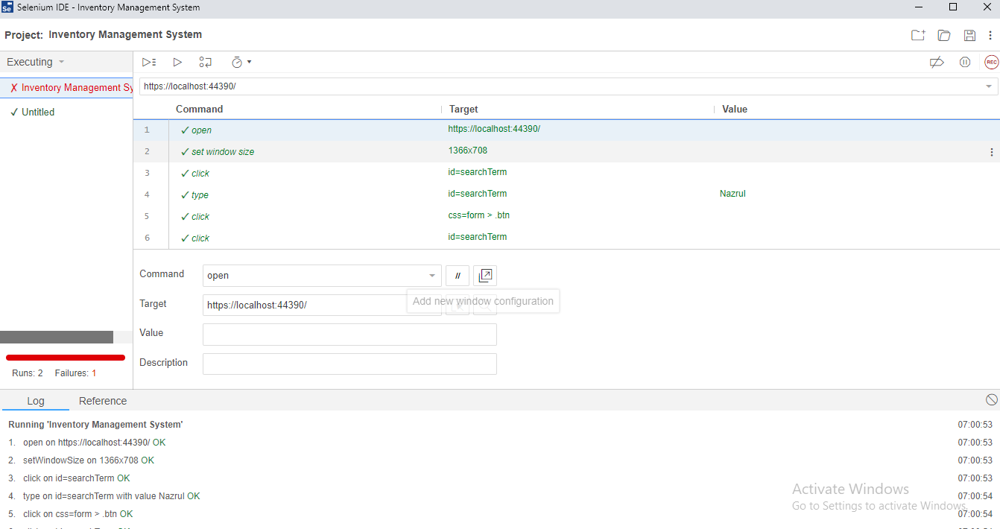 Selenium IDE - Inventory Management System
Project: Inventory Management System
Executing
REC
✗ Inventory Management Sy
✓ Untitled
https://localhost:44390/
Command Target Value
1 ✓ open https://localhost:44390/
2 ✓ set window size 1366x708
3 ✓ click id=searchTerm
4 ✓ type id=searchTerm Nazrul
5 ✓ click css=form > .btn
6 ✓ click id=searchTerm
Command open //
Add new window configuration
Target https://localhost:44390/
Value
Description
Runs: 2 Failures: 1
Log Reference
Running 'Inventory Management System' 07:00:53
1. open on https://localhost:44390/ OK 07:00:53
2. setWindowSize on 1366x708 OK 07:00:53
3. click on id=searchTerm OK 07:00:53
4. type on id=searchTerm with value Nazrul OK 07:00:54
5. click on css=form > .btn OK 07:00:54
Activate Windows
Go to Settings to activate Windows.